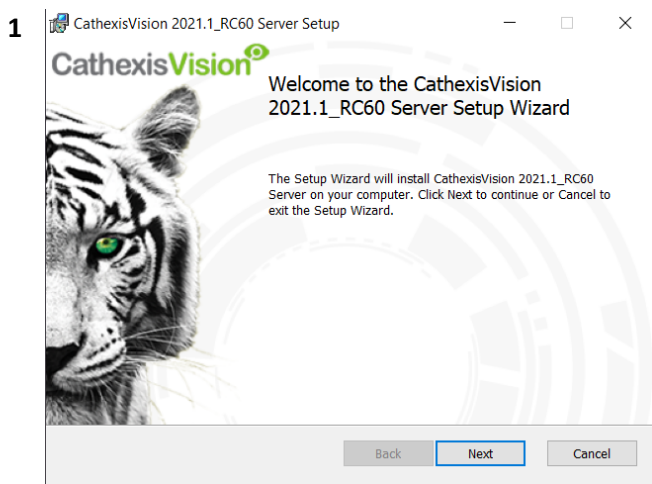 1
CathexisVision 2021.1_RC60 Server Setup
CathexisVision
Welcome to the CathexisVision
2021.1_RC60 Server Setup Wizard
The Setup Wizard will install CathexisVision 2021.1_RC60
Server on your computer. Click Next to continue or Cancel to
exit the Setup Wizard.
Back Next Cancel